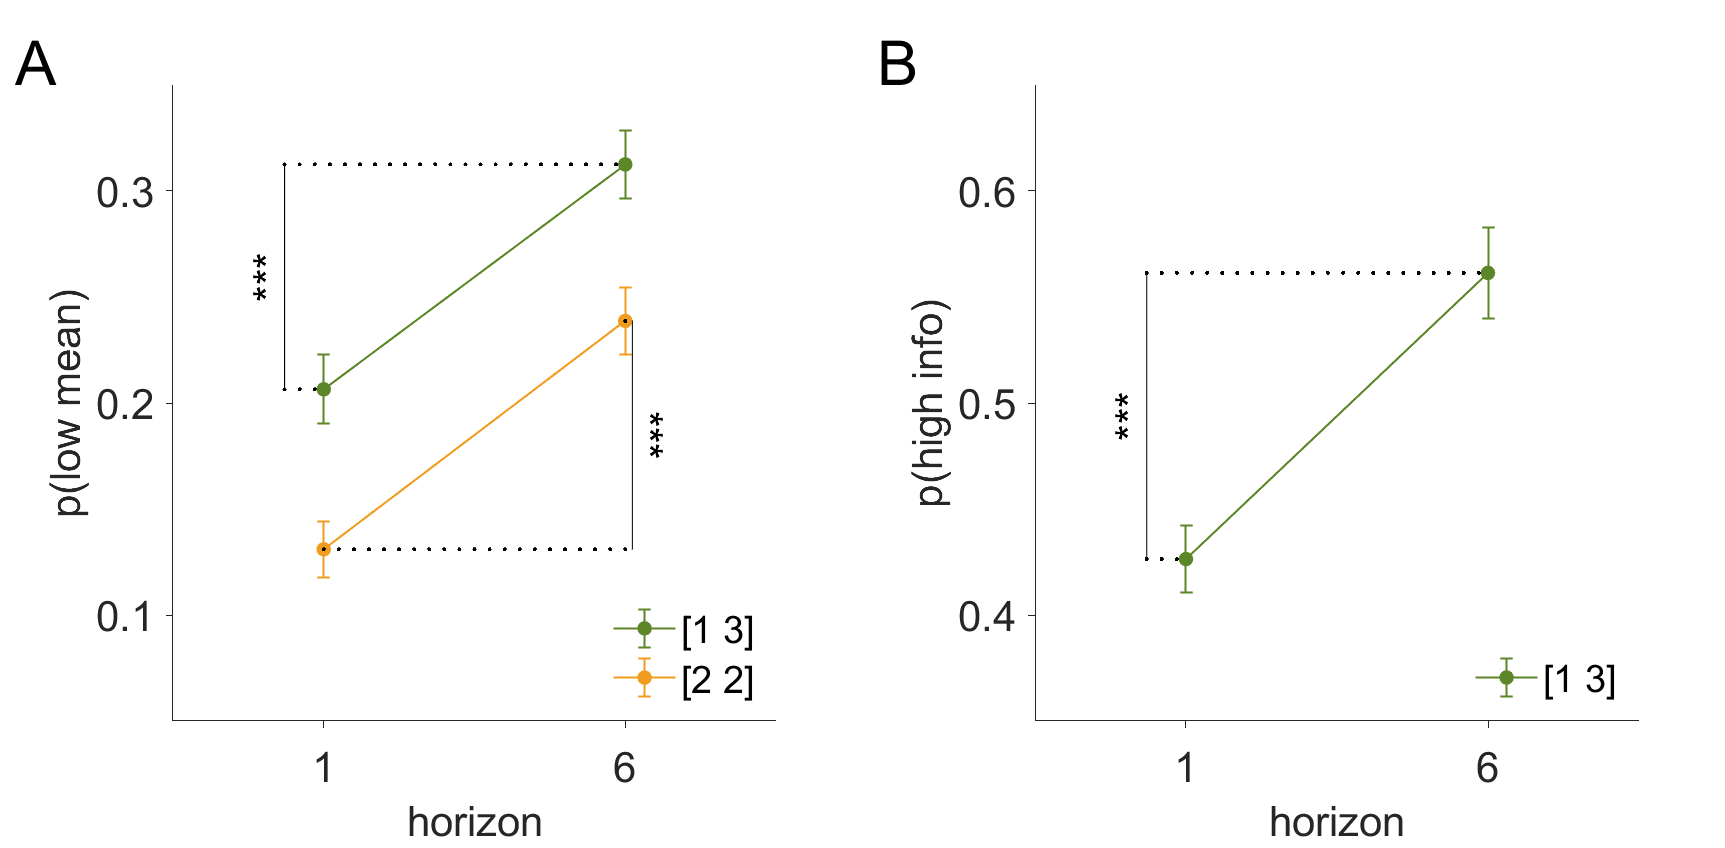 A
p(low mean)
0.3
0.2
0.1
***
***
[1 3]
[2 2]
1
6
horizon
B
p(high info)
0.6
0.5
0.4
***
[1 3]
1
6
horizon